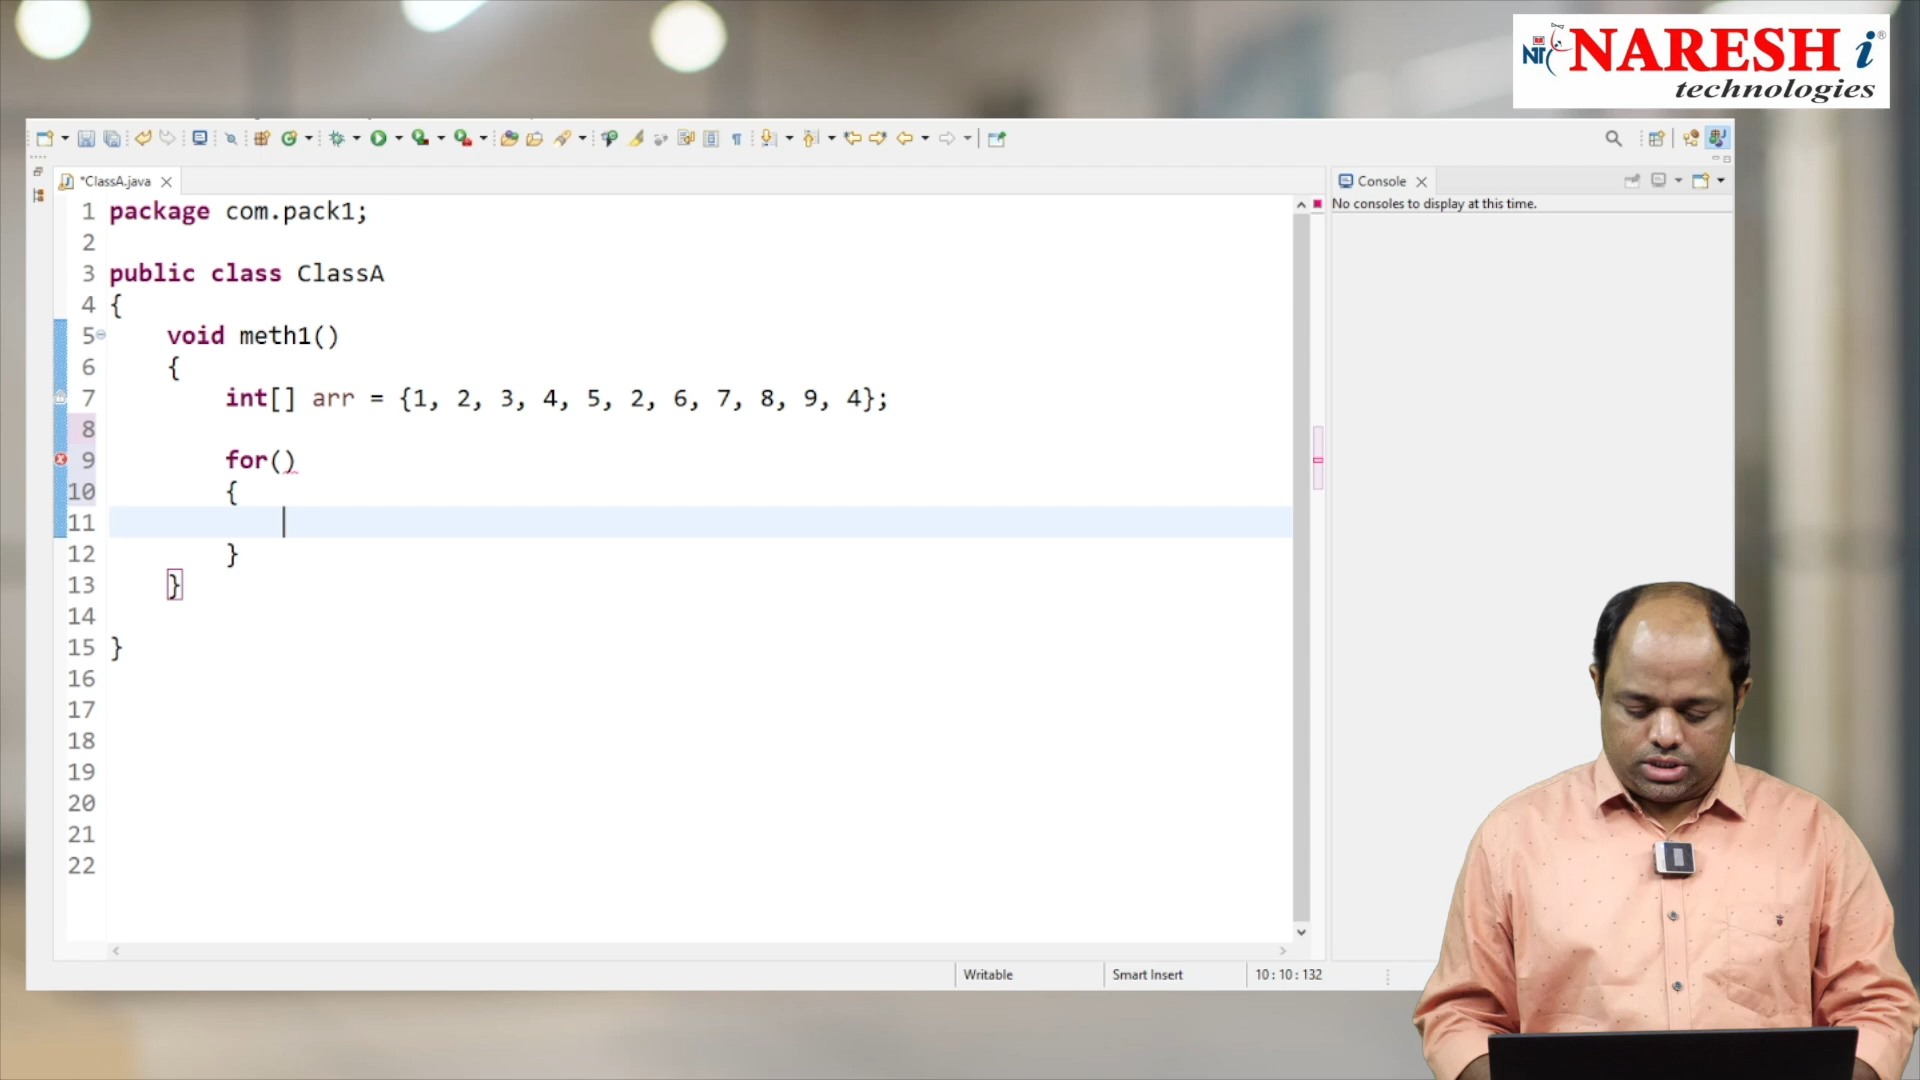 NARESH i®
NT
technologies
*ClassA.java
Console
No consoles to display at this time.
1 package com.pack1;
2
3 public class ClassA
4 {
5 void meth1()
6 {
7 int[] arr = {1, 2, 3, 4, 5, 2, 6, 7, 8, 9, 4};
8
9 for()
10 {
11
12 }
13 }
14
15 }
16
17
18
19
20
21
22
Writable
Smart Insert
10 : 10 : 132